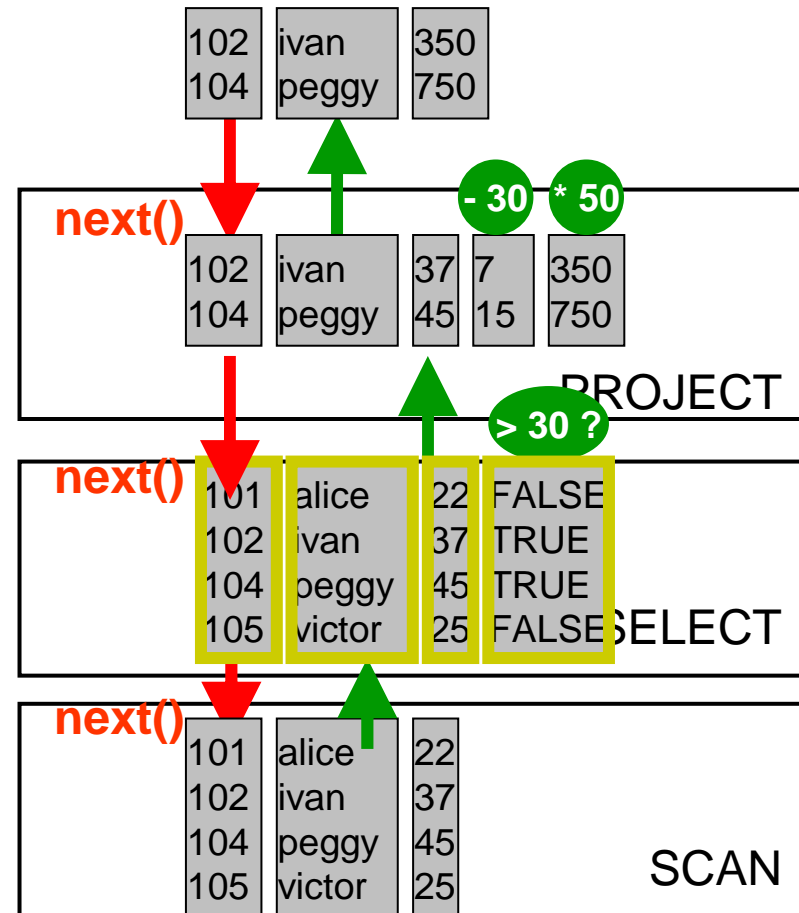 102 ivan 350
104 peggy 750
- 30 * 50
next()
102 ivan 37 7 350
104 peggy 45 15 750
PROJECT
> 30 ?
next()
101 alice 22 FALSE
102 ivan 37 TRUE
104 peggy 45 TRUE
105 victor 25 FALSE
SELECT
next()
101 alice 22
102 ivan 37
104 peggy 45
105 victor 25
SCAN